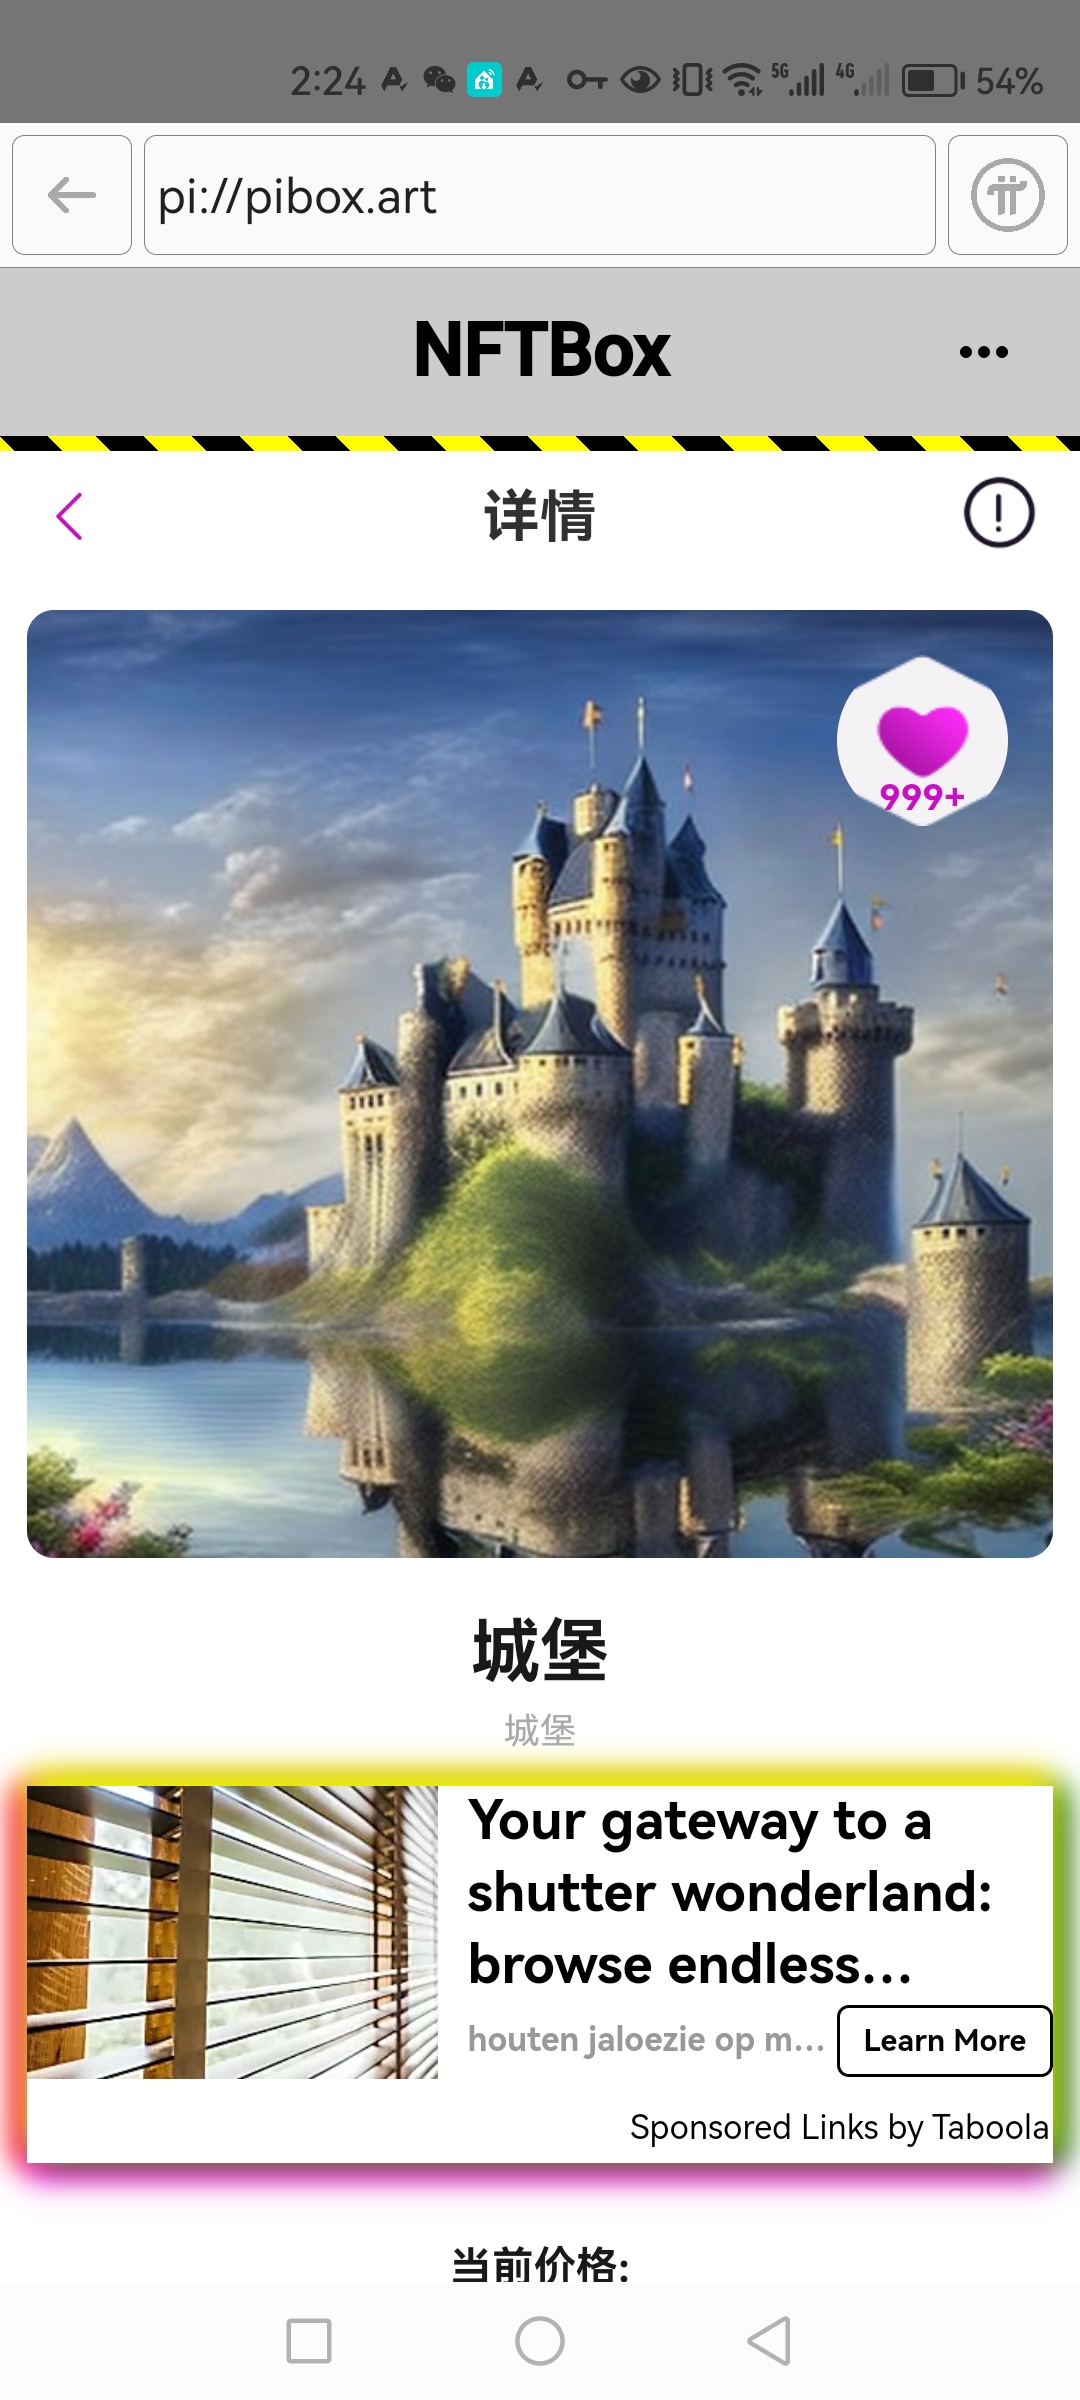 2:24 5G 4G 54%
pi://pibox.art
NFTBox
详情
999+
城堡
城堡
Your gateway to a
shutter wonderland:
browse endless...
houten jaloezie op m...
Learn More
Sponsored Links by Taboola
当前价格: